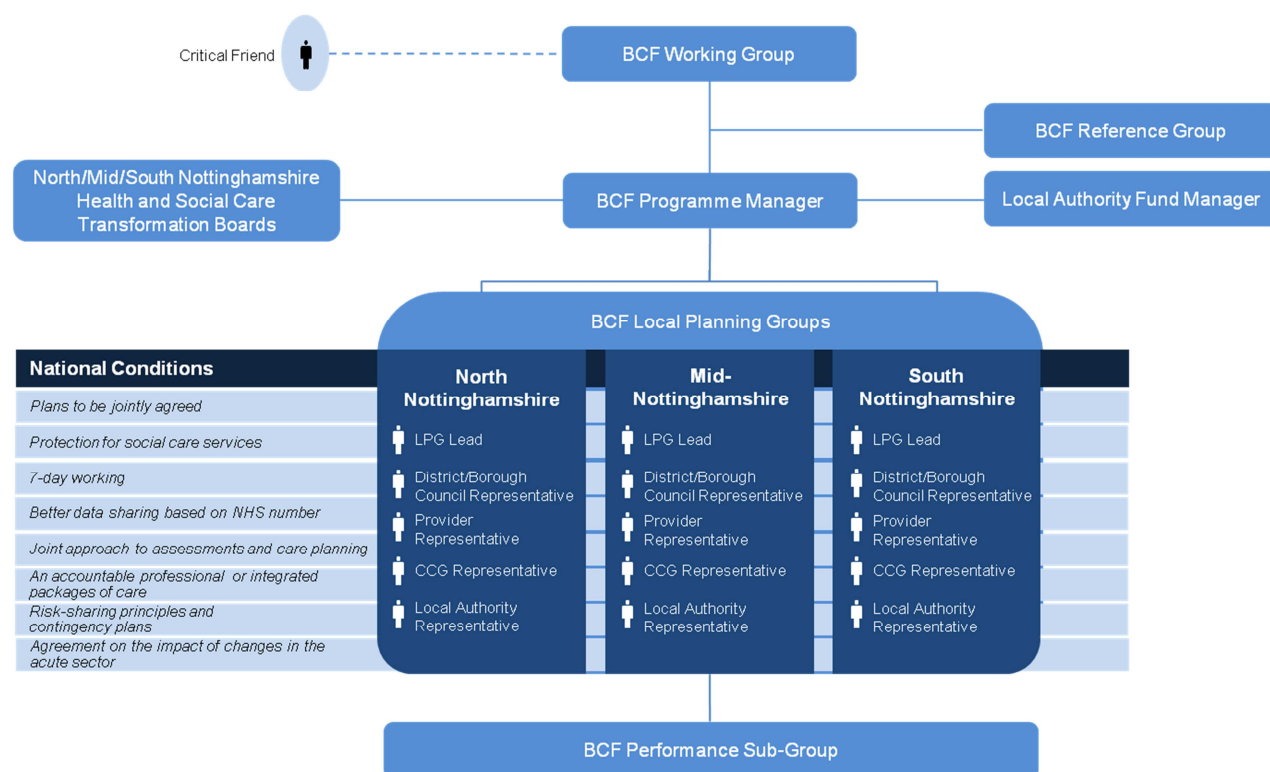 Critical Friend
BCF Working Group
BCF Reference Group
North/Mid/South Nottinghamshire
Health and Social Care
Transformation Boards
BCF Programme Manager
Local Authority Fund Manager
BCF Local Planning Groups
National Conditions
Plans to be jointly agreed
Protection for social care services
7-day working
Better data sharing based on NHS number
Joint approach to assessments and care planning
An accountable professional or integrated
packages of care
Risk-sharing principles and
contingency plans
Agreement on the impact of changes in the
acute sector
North
Nottinghamshire
LPG Lead
District/Borough
Council Representative
Provider
Representative
CCG Representative
Local Authority
Representative
Mid-
Nottinghamshire
LPG Lead
District/Borough
Council Representative
Provider
Representative
CCG Representative
Local Authority
Representative
South
Nottinghamshire
LPG Lead
District/Borough
Council Representative
Provider
Representative
CCG Representative
Local Authority
Representative
BCF Performance Sub-Group